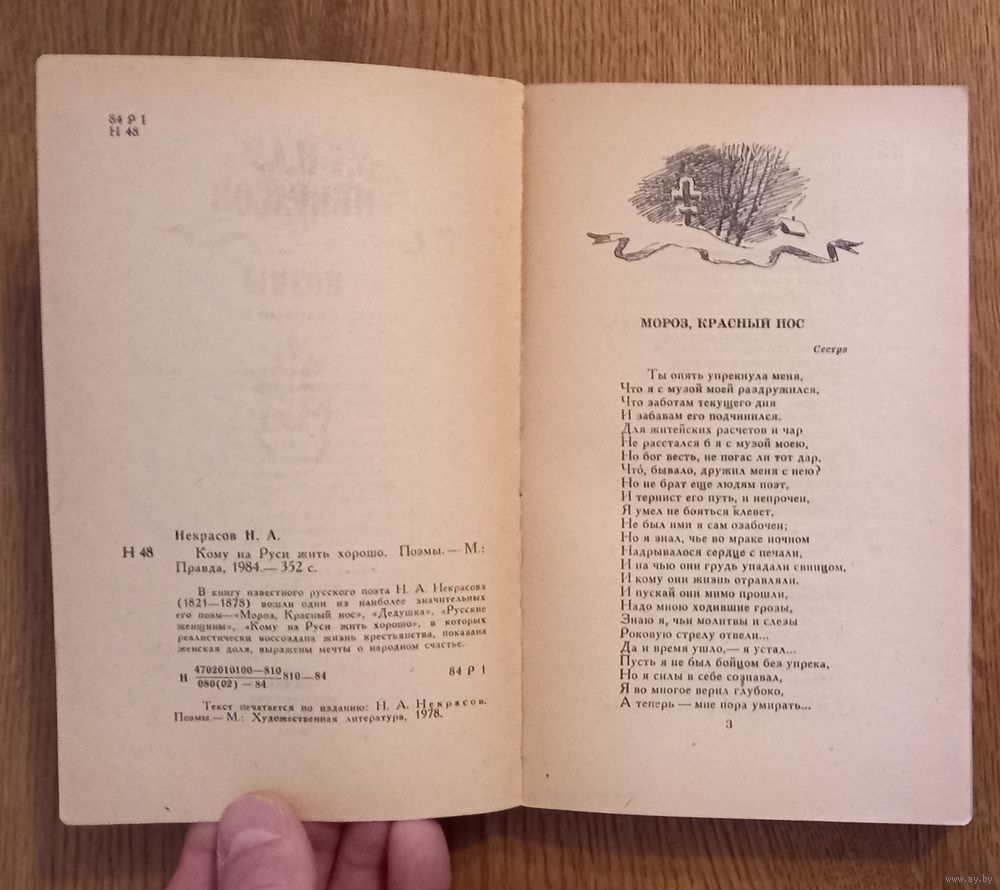 84 Р 1
Н 48
Некрасов Н. А.
Н 48 Кому на Руси жить хорошо. Поэмы.— М.:
Правда, 1984.— 352 с.
В книгу известного русского поэта Н. А. Некрасова
(1821—1878) вошли одни из наиболее значительных
его поэм—«Мороз, Красный нос», «Дедушка», «Русские
женщины», «Кому на Руси жить хорошо», в которых
реалистически воссоздана жизнь крестьянства, показана
женская доля, выражены мечты о народном счастье.
Н 4702010100—810
080(02)—84
810—84 84 Р 1
Текст печатается по изданию: Н. А. Некрасов.
Поэмы.— М.: Художественная литература, 1978.
МОРОЗ, КРАСНЫЙ НОС
Сестре
Ты опять упрекнула меня,
Что я с музой моей раздружился,
Что заботам текущего дня
И забавам его подчинился.
Для житейских расчетов и чар
Не расстался б я с музой моею,
Но бог весть, не погас ли тот дар,
Что́, бывало, дружил меня с нею?
Но не брат еще людям поэт,
И тернист его путь, и непрочен,
Я умел не бояться клевет,
Не был ими я сам озабочен;
Но я знал, чье во мраке ночном
Надрывалося сердце с печали,
И на чью они грудь упадали свинцом,
И кому они жизнь отравляли.
И пускай они мимо прошли,
Надо мною ходившие грозы,
Знаю я, чьи молитвы и слезы
Роковую стрелу отвели...
Да и время ушло,— я устал...
Пусть я не был бойцом без упрека,
Но я силы в себе сознавал,
Я во многое верил глубоко,
А теперь — мне пора умирать...
3
www.ay.by